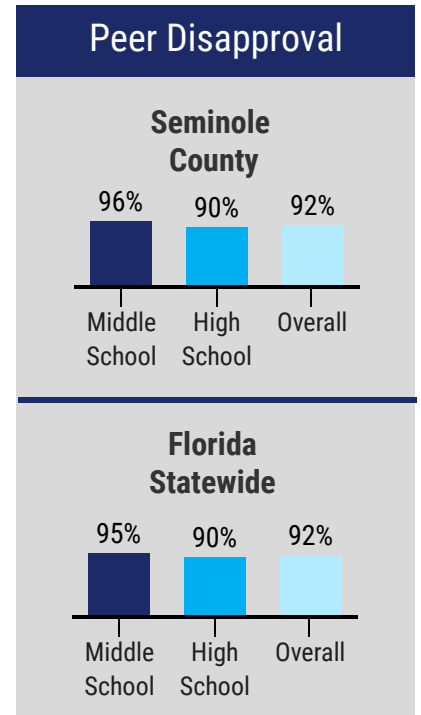 Peer Disapproval
Seminole
County
96% 90% 92%
Middle High Overall
School School
Florida
Statewide
95% 90% 92%
Middle High Overall
School School